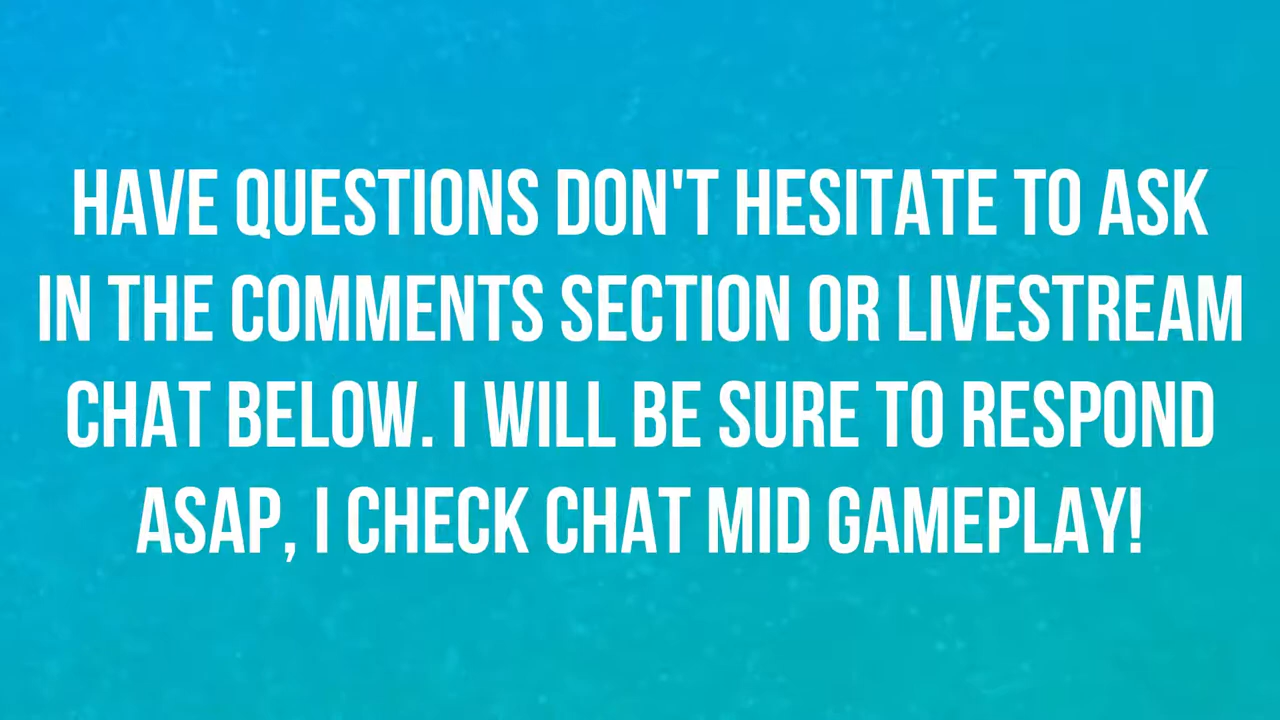 HAVE QUESTIONS DON'T HESITATE TO ASK
IN THE COMMENTS SECTION OR LIVESTREAM
CHAT BELOW. I WILL BE SURE TO RESPOND
ASAP, I CHECK CHAT MID GAMEPLAY!